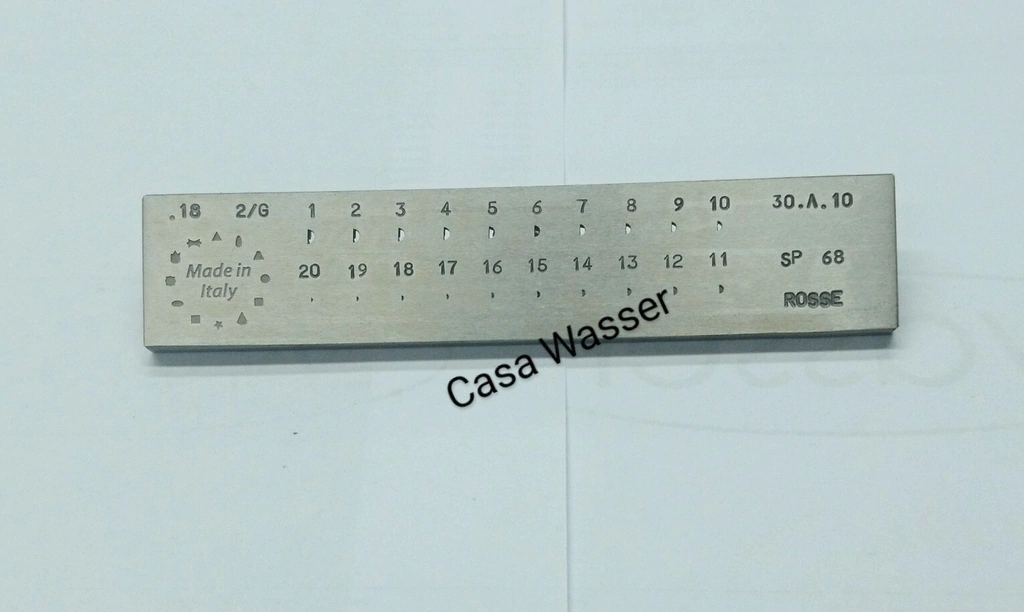 .18 2/G 1 2 3 4 5 6 7 8 9 10 30.A.10
Made in
Italy
20 19 18 17 16 15 14 13 12 11 SP 68
ROSSE
Casa Wasser